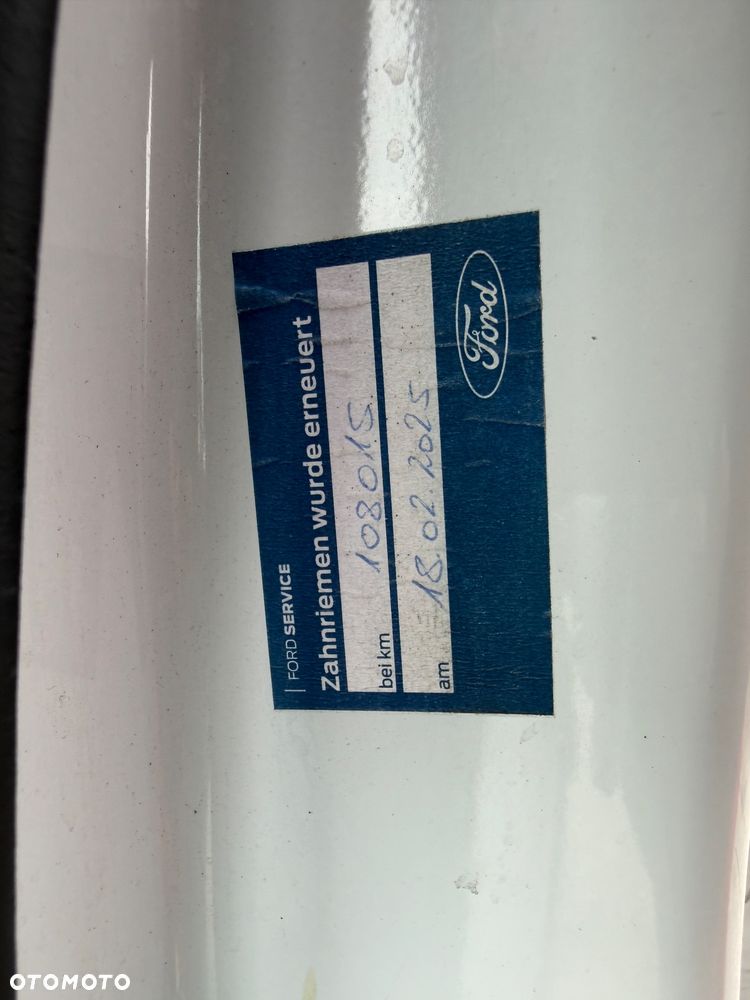 FORD SERVICE
Zahnriemen wurde erneuert
bei km 108015
am 18.02.2025
Ford
OTOMOTO